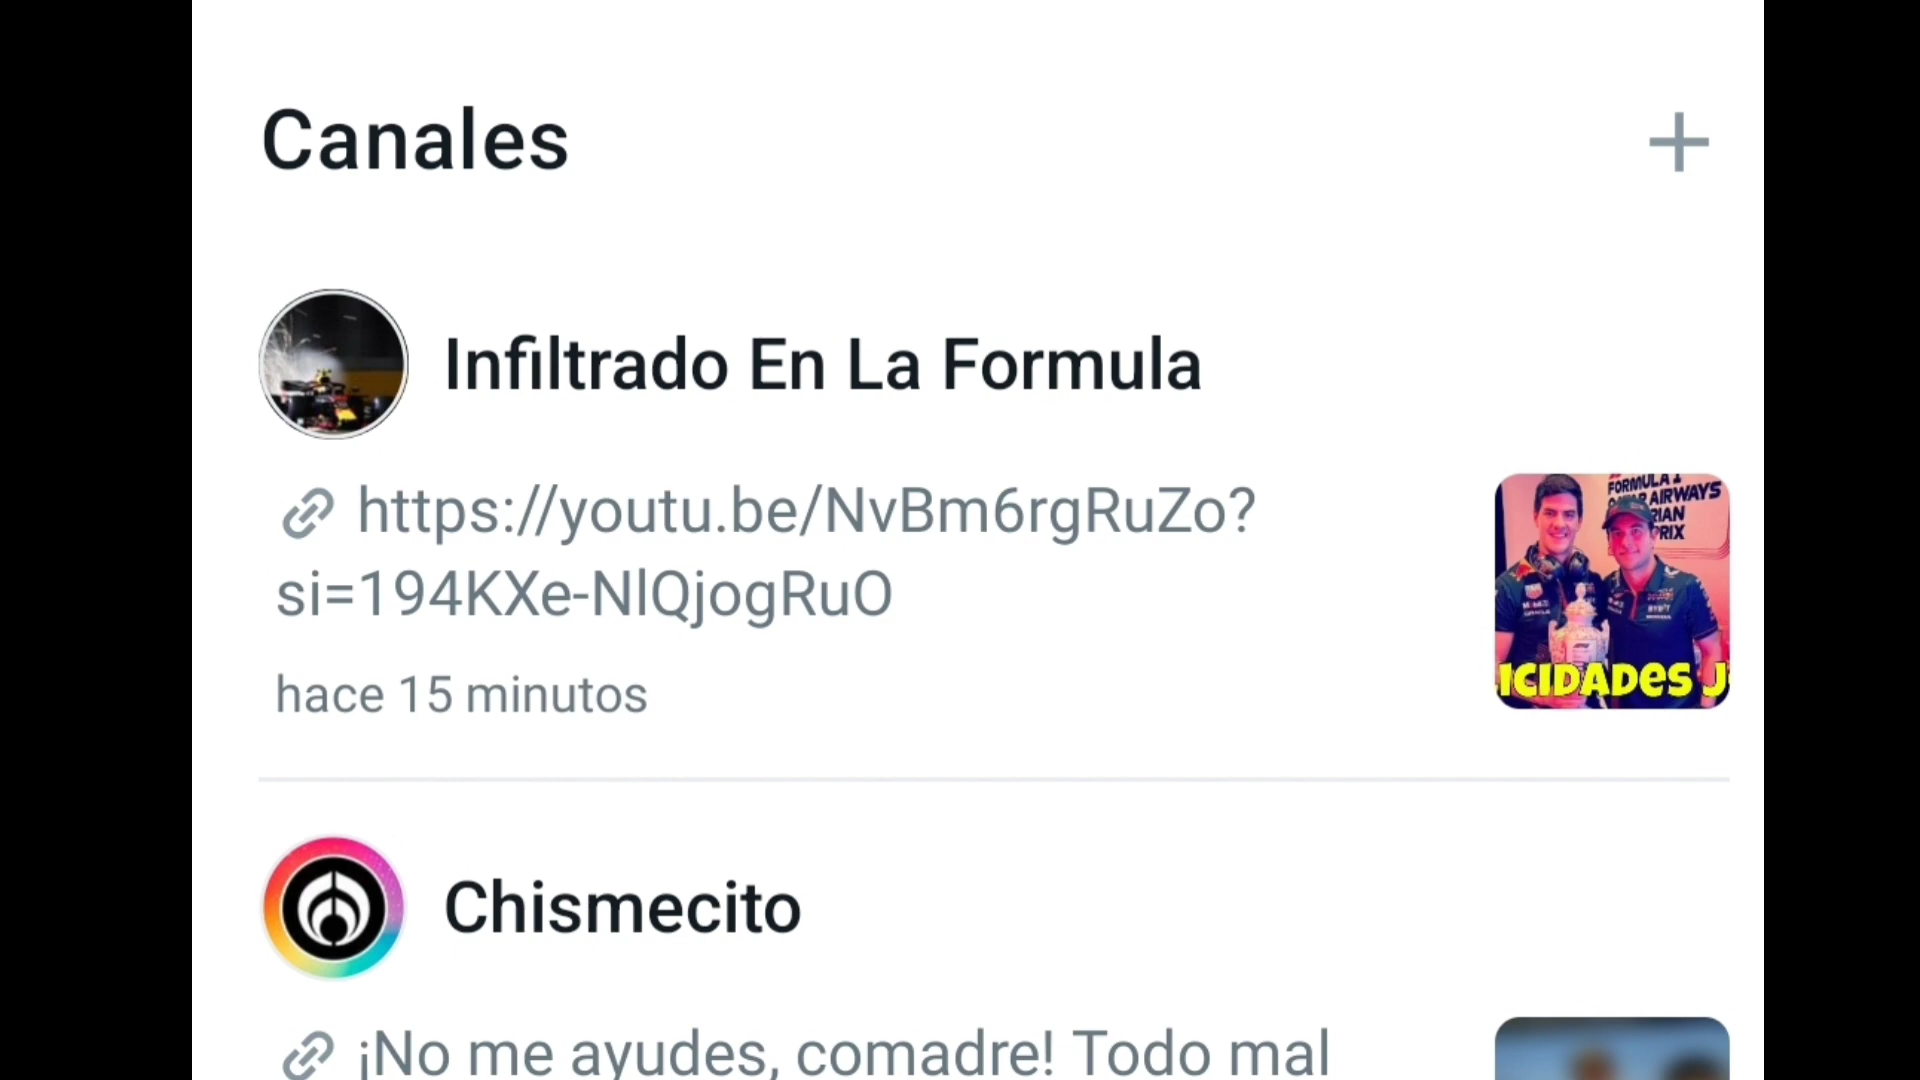 Canales
Infiltrado En La Formula
https://youtu.be/NvBm6rgRuZo?
si=194KXe-NlQjogRuO
hace 15 minutos
FORMULA 1
AIRWAYS
RIAN
PRIX
ICIDADES J
Chismecito
¡No me ayudes, comadre! Todo mal